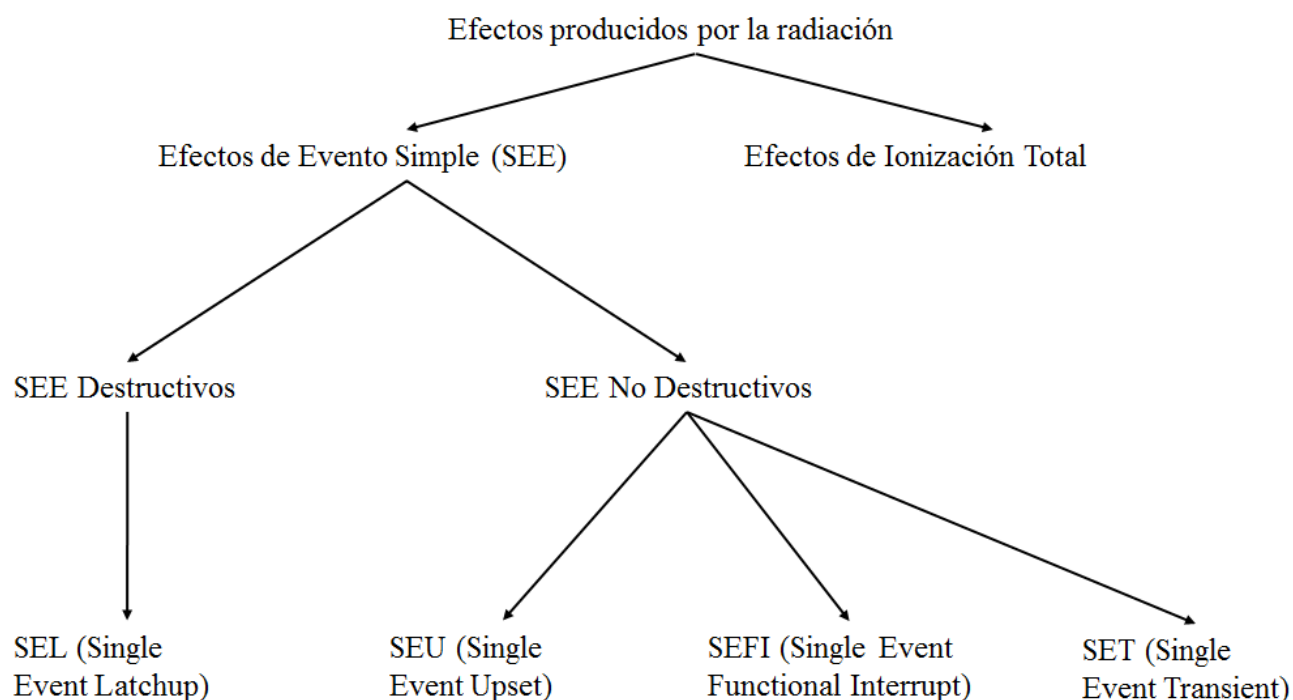 Efectos producidos por la radiación
Efectos de Evento Simple (SEE)
Efectos de Ionización Total
SEE Destructivos
SEE No Destructivos
SEL (Single
Event Latchup)
SEU (Single
Event Upset)
SEFI (Single Event
Functional Interrupt)
SET (Single
Event Transient)